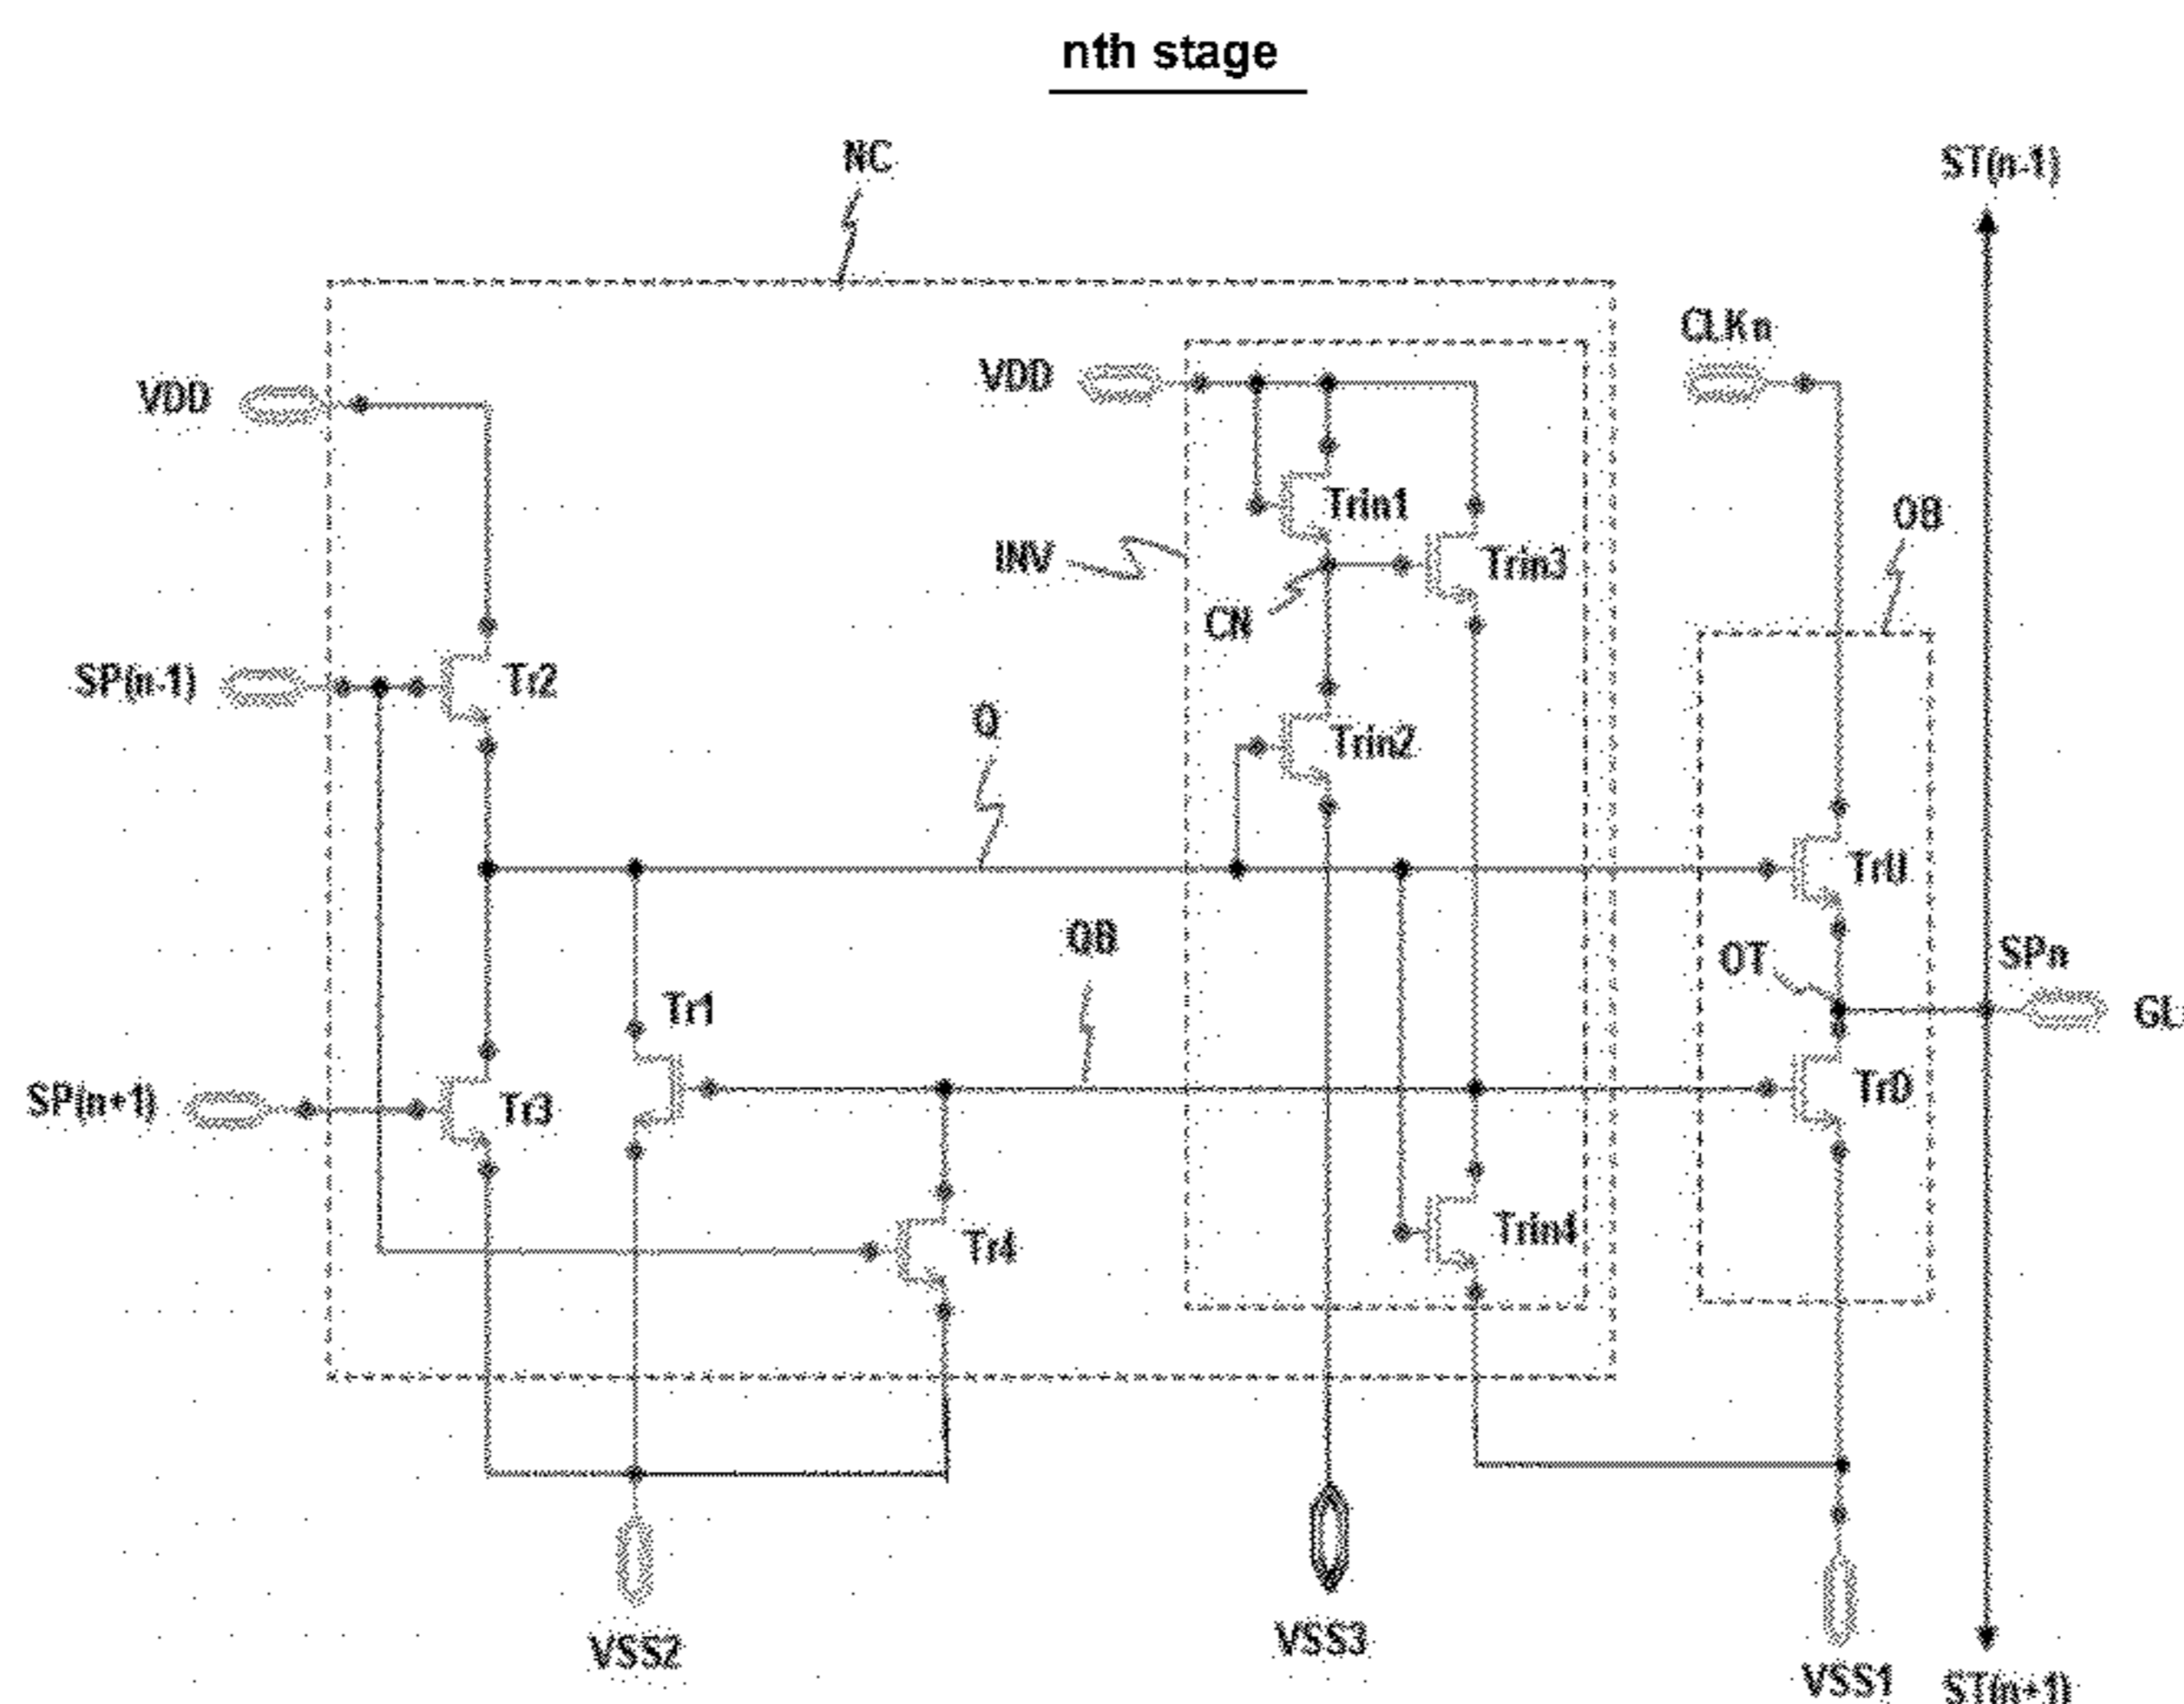 nth stage
NC
ST(n-1)
CLKn
VDD
VDD
OB
Trin1
INV
Trin3
CN
SP(n-1)
Tr2
Q
Trin2
TrU
QB
SPn
OT
Tr1
GL
SP(n+1)
Tr3
TrD
Tr4
Trin4
VSS2
VSS3
VSS1
ST(n+1)